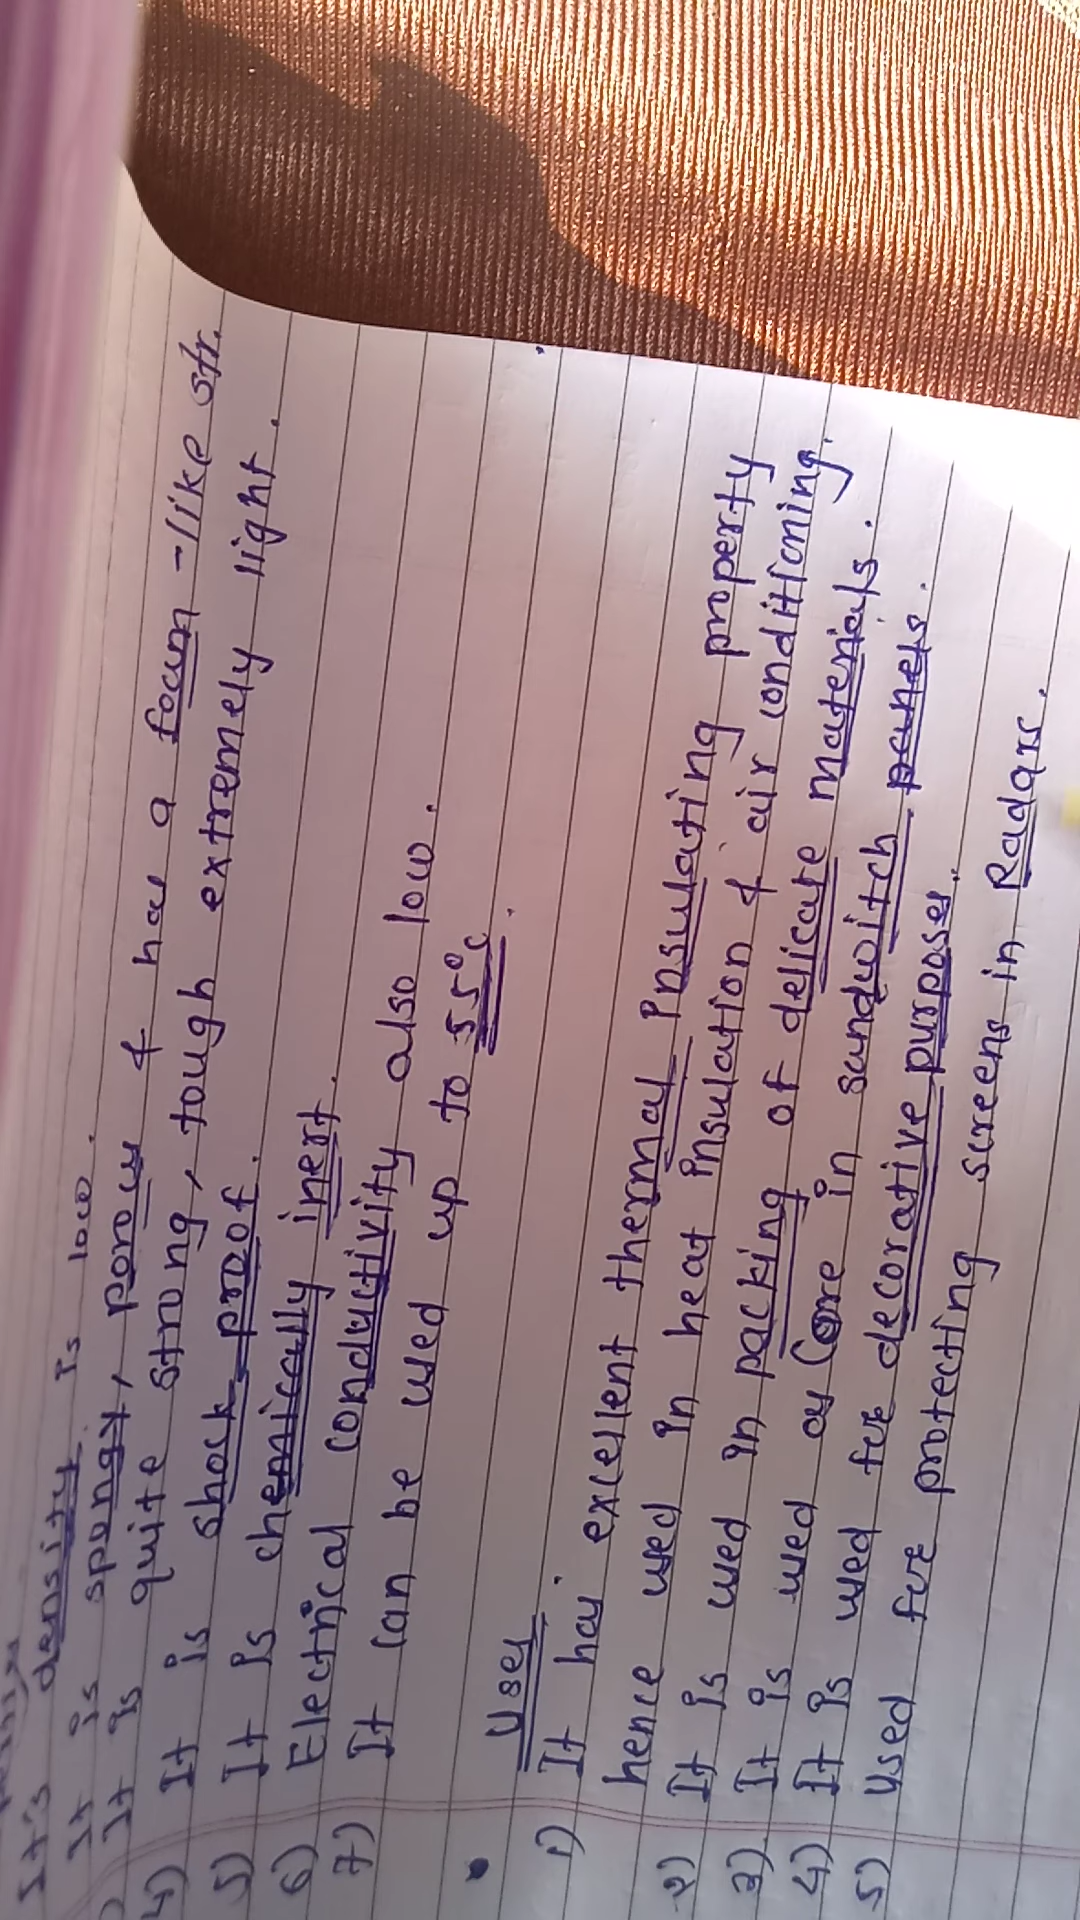 It's density is low.
It is spongy, porous & has a foam-like str.
It is quite strong, tough extremely light.
4) It is shock proof.
5) It is chemically inert.
6) Electrical conductivity also low.
7) It can be used up to 55°C.
• Uses
1) It has excellent thermal insulating property
hence used in heat insulation & air conditioning.
2) It is used in packing of delicate materials.
3) It is used as Core in sandwitch panels.
4) It is used for decorative purposes.
5) Used for protecting screens in Radars.